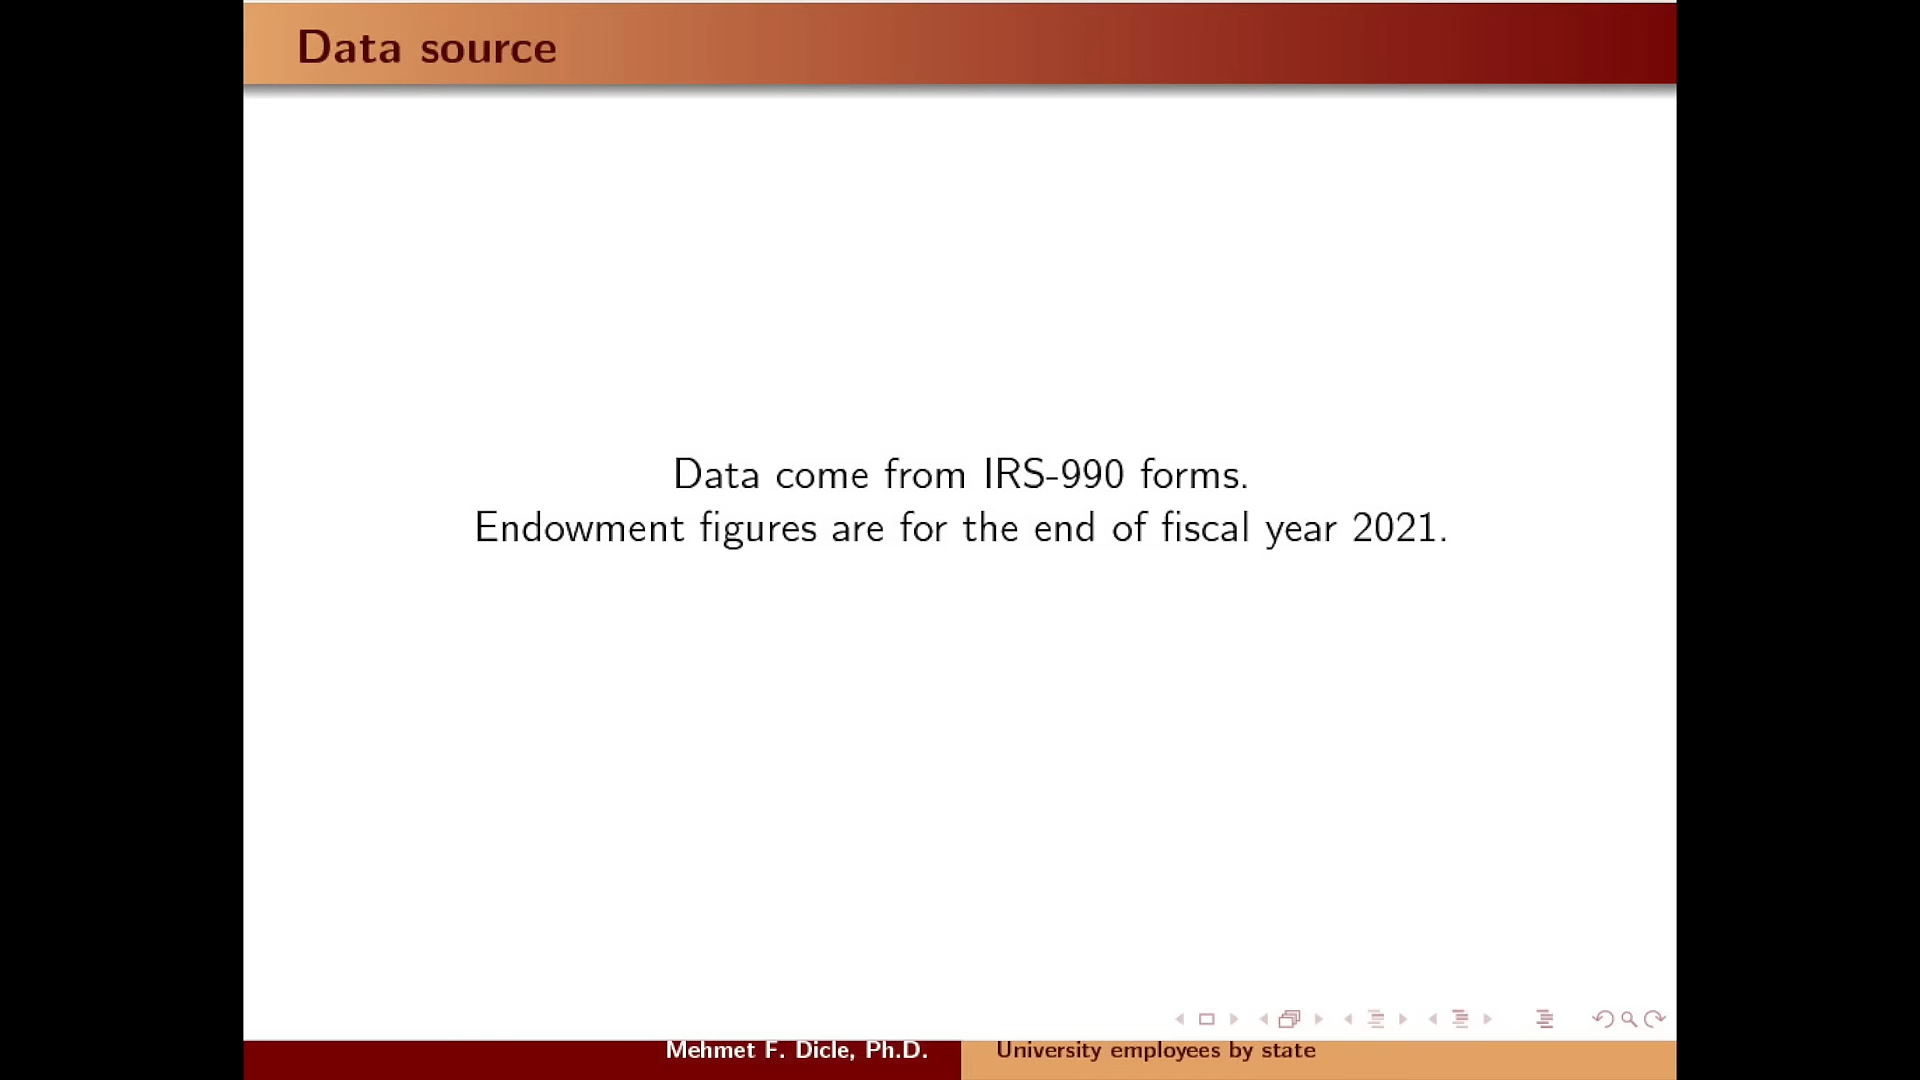 Data source
Data come from IRS-990 forms.
Endowment figures are for the end of fiscal year 2021.
Mehmet F. Dicle, Ph.D.
University employees by state